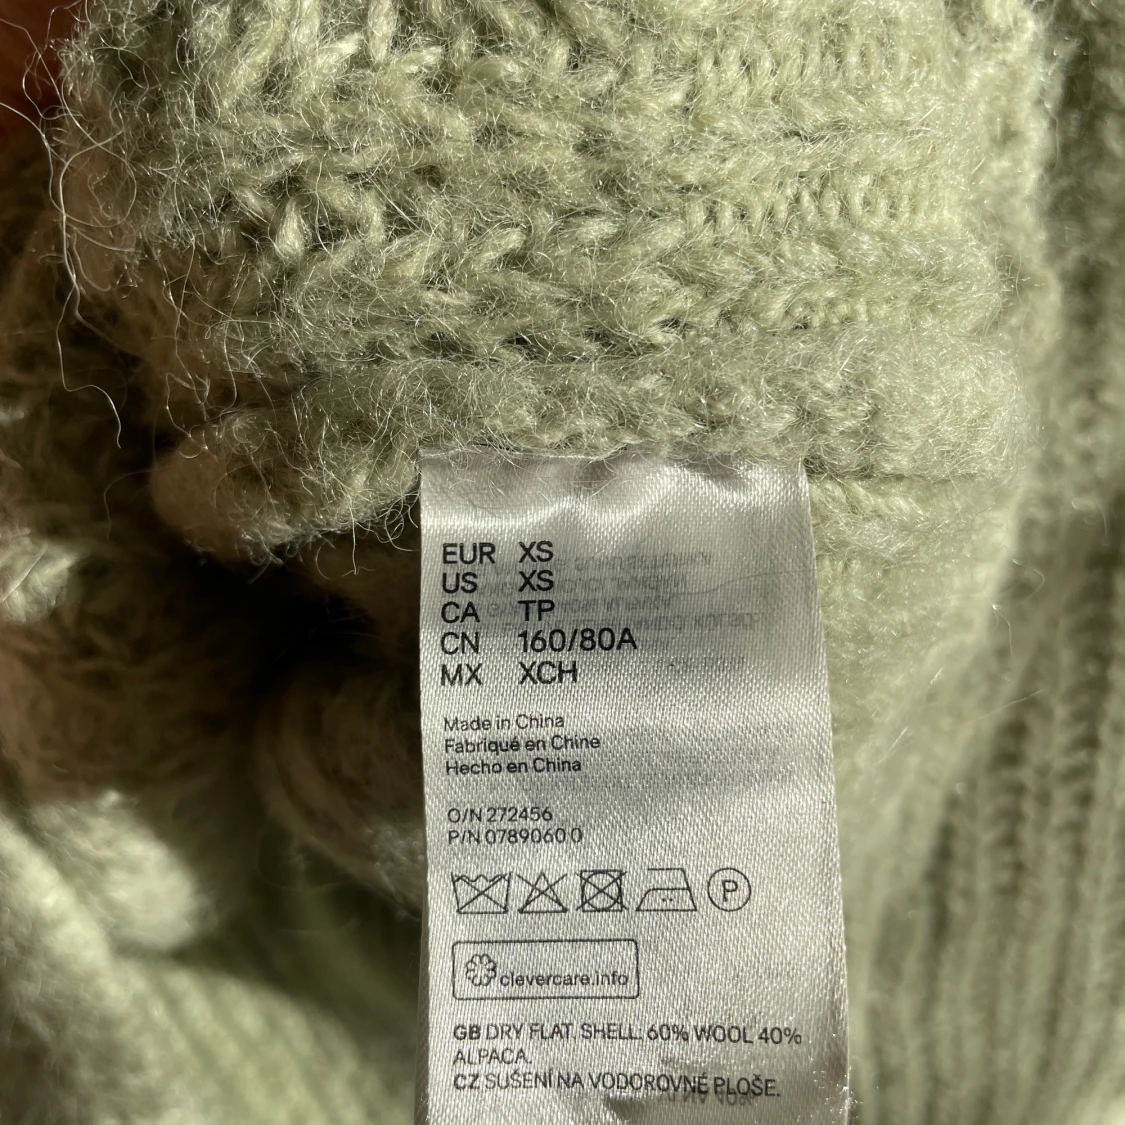 EUR XS
US XS
CA TP
CN 160/80A
MX XCH
Made in China
Fabriqué en Chine
Hecho en China
O/N 272456
P/N 0789060 0
P
clevercare.info
GB DRY FLAT. SHELL. 60% WOOL 40%
ALPACA.
CZ SUŠENÍ NA VODOROVNÉ PLOŠE.